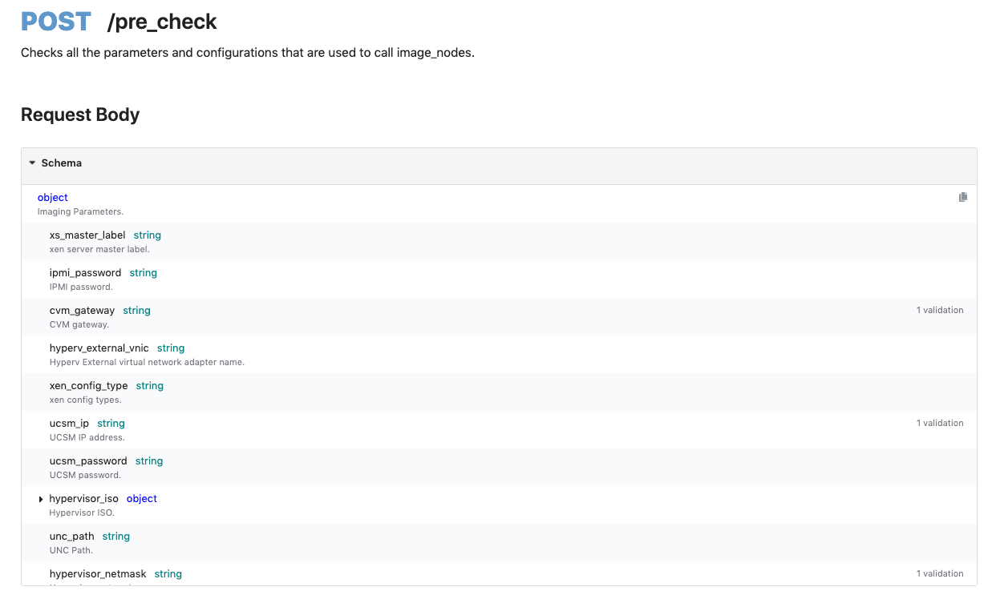 POST /pre_check
Checks all the parameters and configurations that are used to call image_nodes.
Request Body
Schema
object
Imaging Parameters.
xs_master_label string
xen server master label.
ipmi_password string
IPMI password.
cvm_gateway string 1 validation
CVM gateway.
hyperv_external_vnic string
Hyperv External virtual network adapter name.
xen_config_type string
xen config types.
ucsm_ip string 1 validation
UCSM IP address.
ucsm_password string
UCSM password.
hypervisor_iso object
Hypervisor ISO.
unc_path string
UNC Path.
hypervisor_netmask string 1 validation